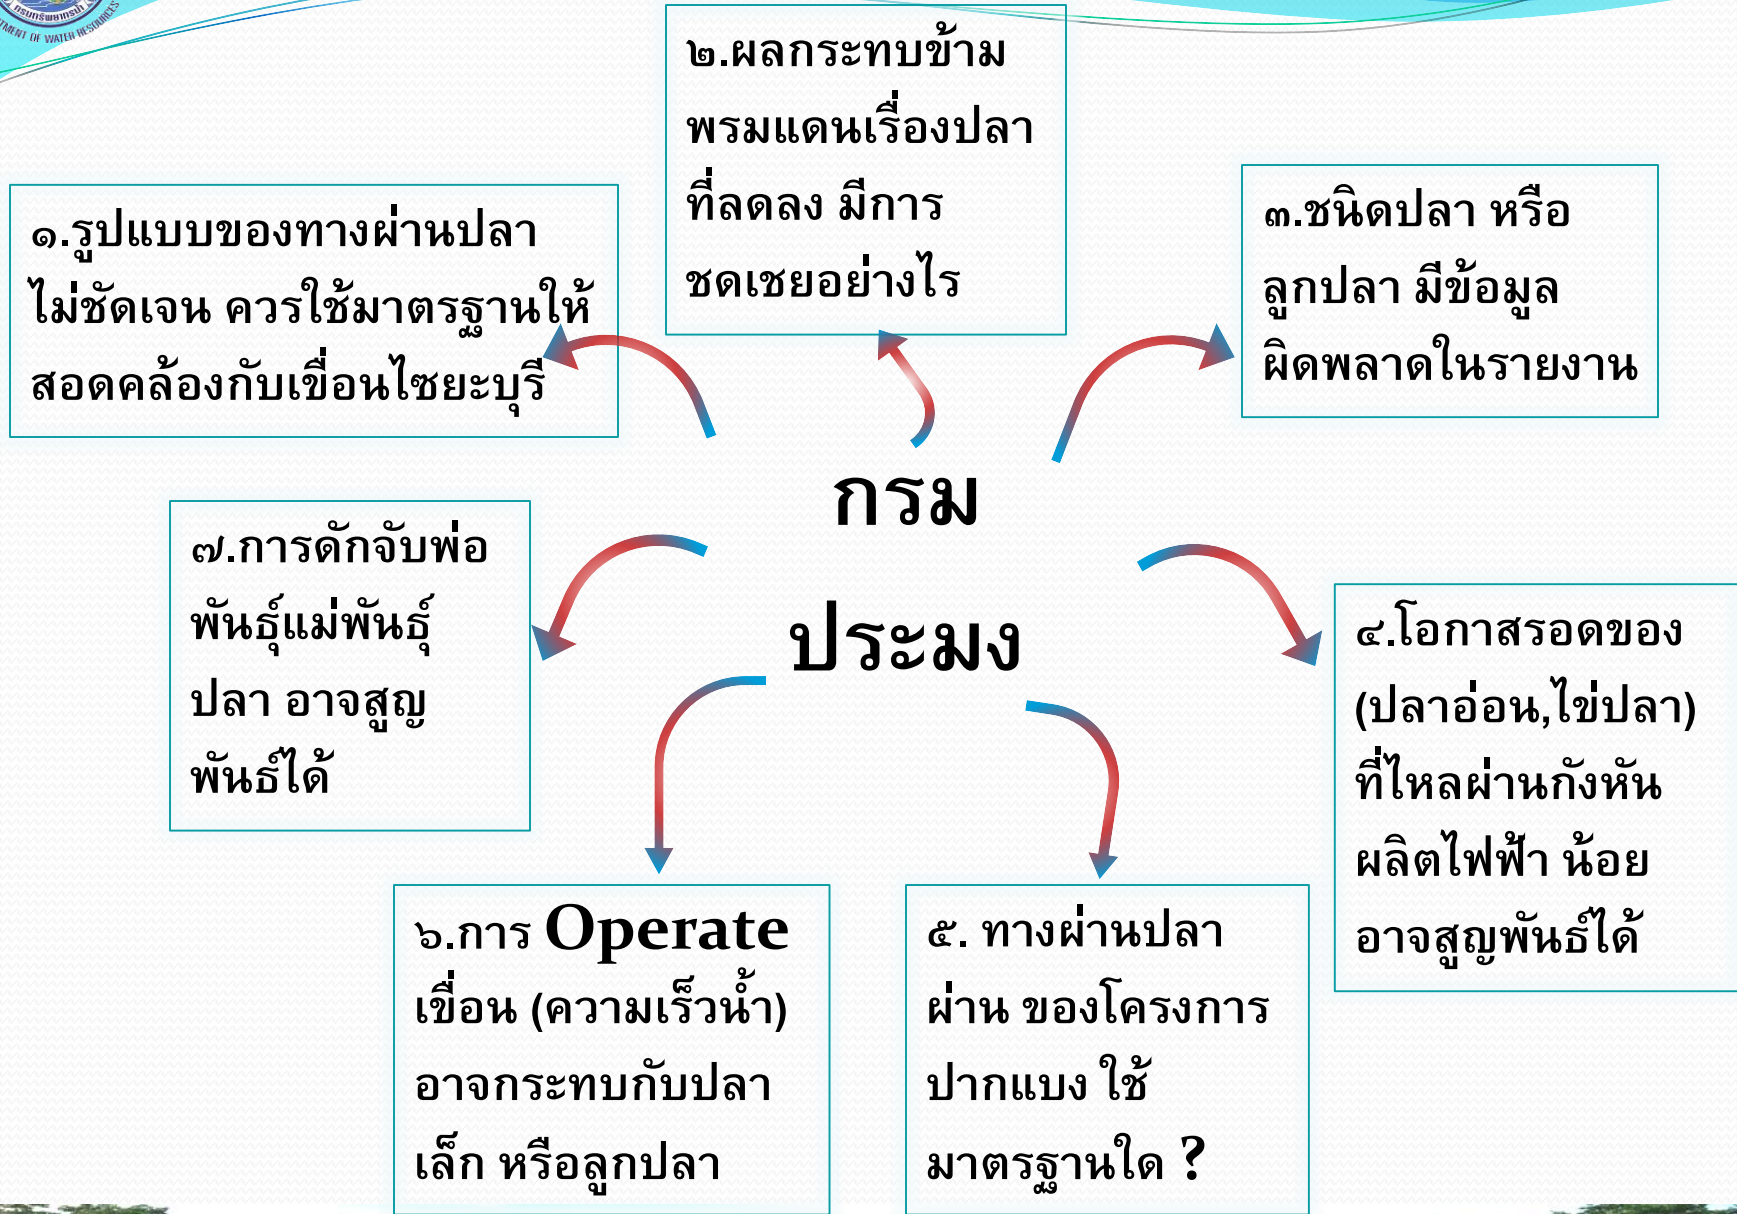 กรมทรัพยากรน้ำ
DEPARTMENT OF WATER RESOURCES
๑.รูปแบบของทางผ่านปลา
ไม่ชัดเจน ควรใช้มาตรฐานให้
สอดคล้องกับเขื่อนไซยะบุรี
๒.ผลกระทบข้าม
พรมแดนเรื่องปลา
ที่ลดลง มีการ
ชดเชยอย่างไร
๓.ชนิดปลา หรือ
ลูกปลา มีข้อมูล
ผิดพลาดในรายงาน
กรม
ประมง
๔.โอกาสรอดของ
(ปลาอ่อน,ไข่ปลา)
ที่ไหลผ่านกังหัน
ผลิตไฟฟ้า น้อย
อาจสูญพันธ์ได้
๕. ทางผ่านปลา
ผ่าน ของโครงการ
ปากแบง ใช้
มาตรฐานใด ?
๖.การ Operate
เขื่อน (ความเร็วน้ำ)
อาจกระทบกับปลา
เล็ก หรือลูกปลา
๗.การดักจับพ่อ
พันธุ์แม่พันธุ์
ปลา อาจสูญ
พันธ์ได้